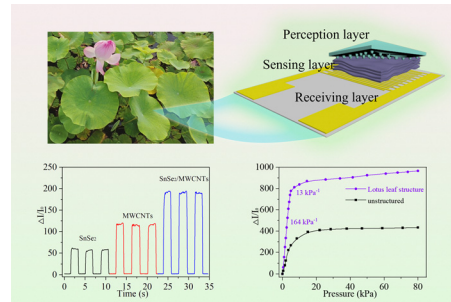 Perception layer
Sensing layer
Receiving layer
ΔI/I₀
250
200
150
100
50
0
SnSe₂
MWCNTs
SnSe₂/MWCNTs
0 5 10 15 20 25 30 35
Time (s)
ΔI/I₀
1000
800
600
400
200
0
13 kPa⁻¹
164 kPa⁻¹
Lotus leaf structure
unstructured
0 20 40 60 80
Pressure (kPa)